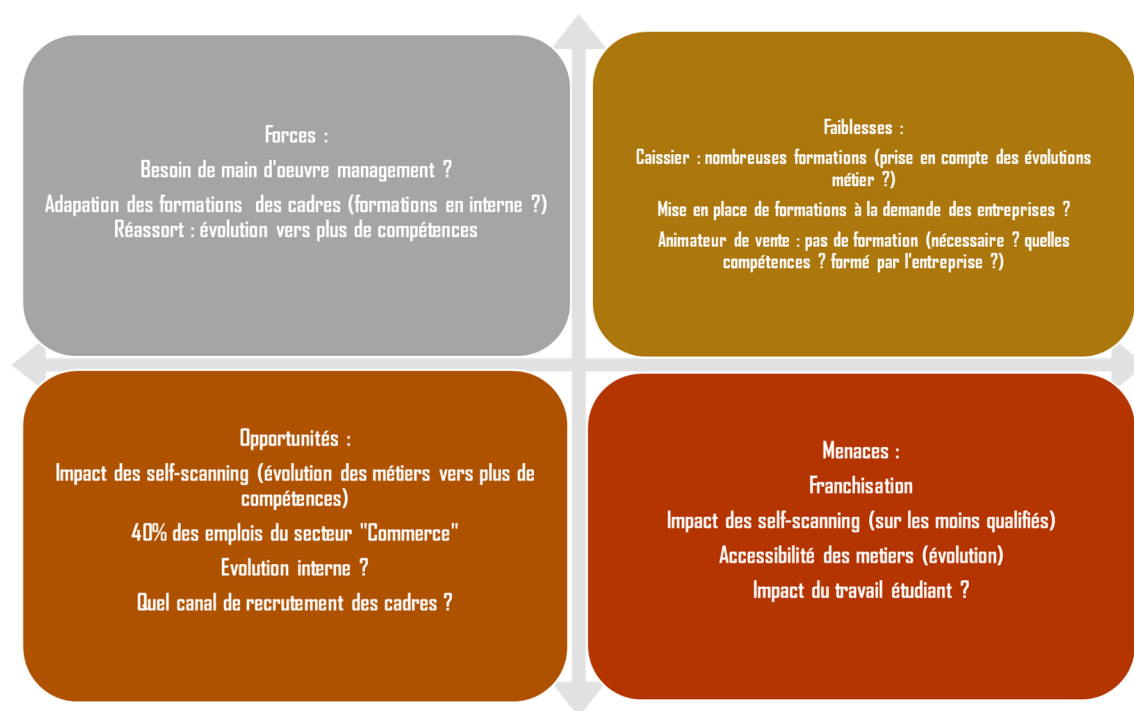 Forces :
Besoin de main d'oeuvre management ?
Adapation des formations des cadres (formations en interne ?)
Réassort : évolution vers plus de compétences
Faiblesses :
Caissier : nombreuses formations (prise en compte des évolutions
métier ?)
Mise en place de formations à la demande des entreprises ?
Animateur de vente : pas de formation (nécessaire ? quelles
compétences ? formé par l'entreprise ?)
Opportunités :
Impact des self-scanning (évolution des métiers vers plus de
compétences)
40% des emplois du secteur "Commerce"
Evolution interne ?
Quel canal de recrutement des cadres ?
Menaces :
Franchisation
Impact des self-scanning (sur les moins qualifiés)
Accessibilité des metiers (évolution)
Impact du travail étudiant ?